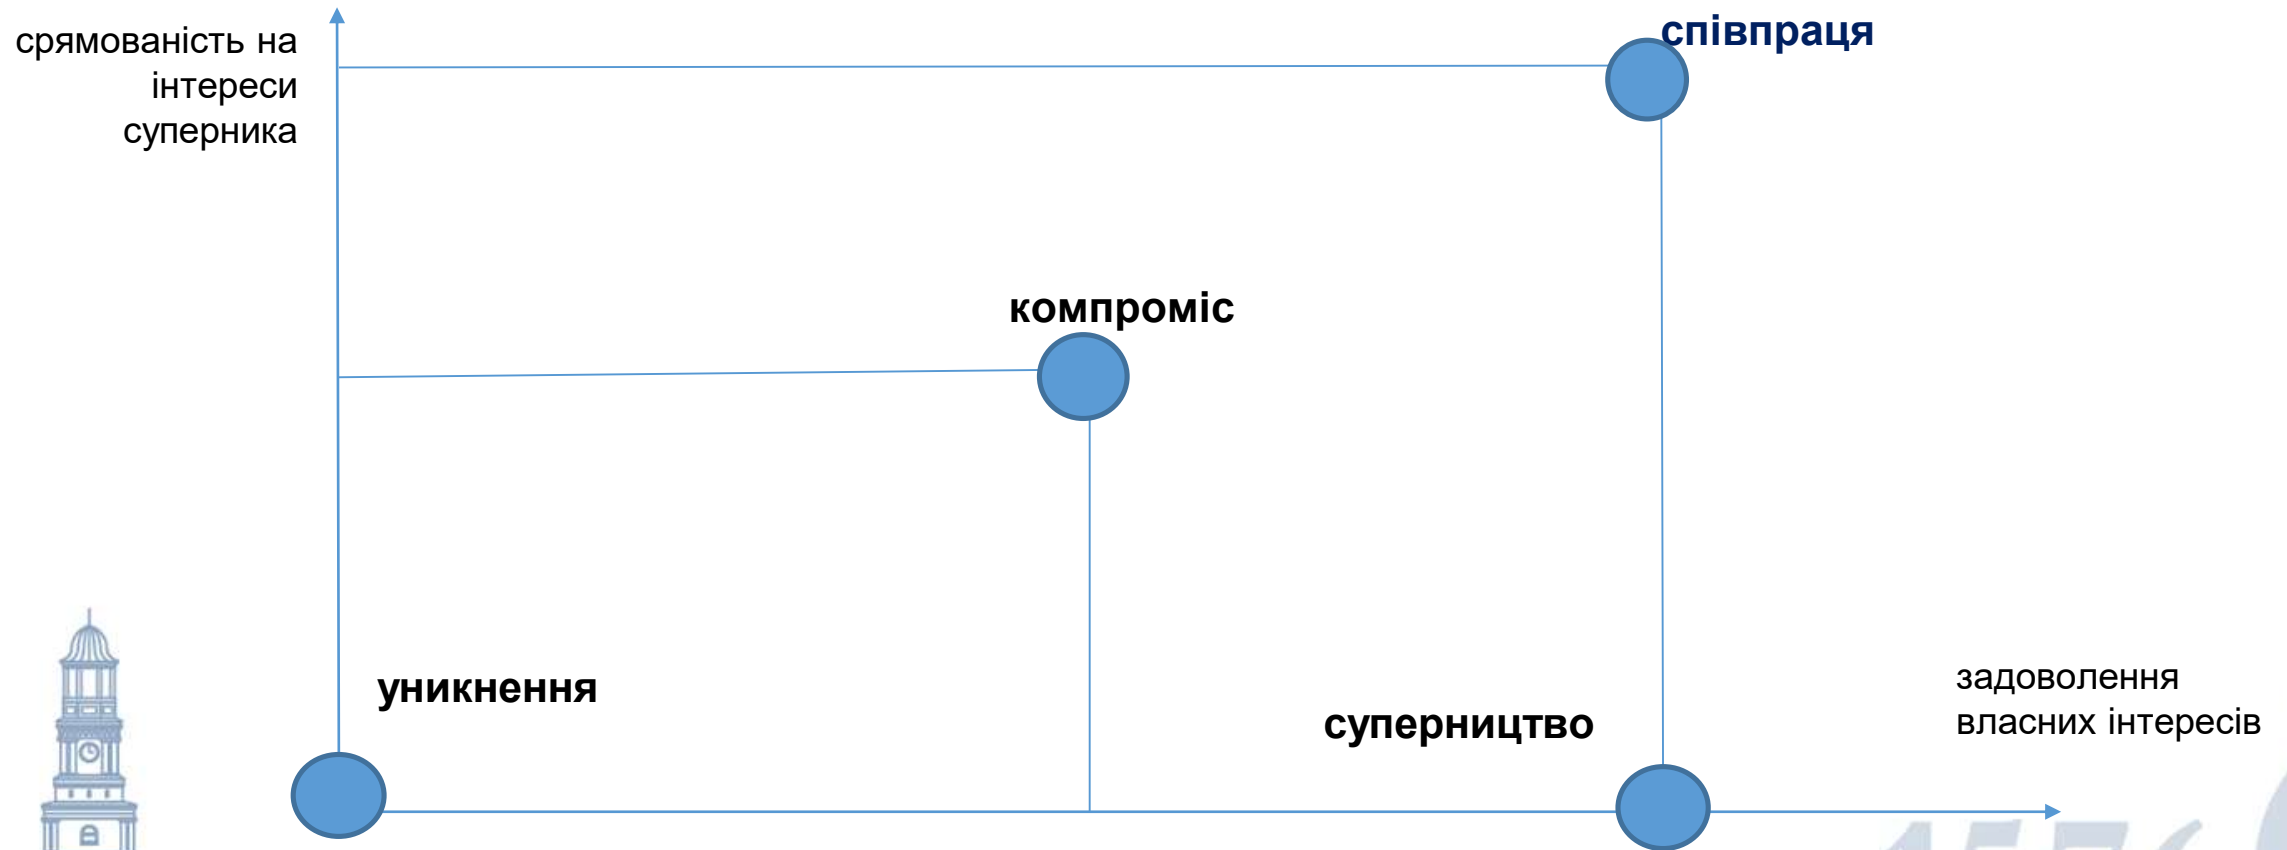 срямованість на
інтереси
суперника
співпраця
компроміс
уникнення
суперництво
задоволення
власних інтересів